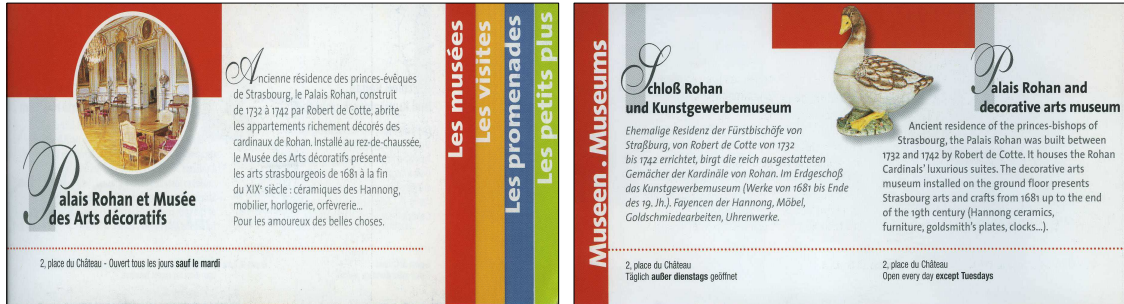 Palais Rohan et Musée
des Arts décoratifs
Ancienne résidence des princes-évêques
de Strasbourg, le Palais Rohan, construit
de 1732 à 1742 par Robert de Cotte, abrite
les appartements richement décorés des
cardinaux de Rohan. Installé au rez-de-chaussée,
le Musée des Arts décoratifs présente
les arts strasbourgeois de 1681 à la fin
du XIXe siècle : céramiques des Hannong,
mobilier, horlogerie, orfèvrerie...
Pour les amoureux des belles choses.
2, place du Château - Ouvert tous les jours sauf le mardi
Les musées
Les visites
Les promenades
Les petits plus
Museen . Museums
Schloß Rohan
und Kunstgewerbemuseum
Ehemalige Residenz der Fürstbischöfe von
Straßburg, von Robert de Cotte von 1732
bis 1742 errichtet, birgt die reich ausgestatteten
Gemächer der Kardinäle von Rohan. Im Erdgeschoß
das Kunstgewerbemuseum (Werke von 1681 bis Ende
des 19. Jh.). Fayencen der Hannong, Möbel,
Goldschmiedearbeiten, Uhrenwerke.
2, place du Château
Täglich außer dienstags geöffnet
Palais Rohan and
decorative arts museum
Ancient residence of the princes-bishops of
Strasbourg, the Palais Rohan was built between
1732 and 1742 by Robert de Cotte. It houses the Rohan
Cardinals' luxurious suites. The decorative arts
museum installed on the ground floor presents
Strasbourg arts and crafts from 1681 up to the end
of the 19th century (Hannong ceramics,
furniture, goldsmith's plates, clocks...).
2, place du Château
Open every day except Tuesdays